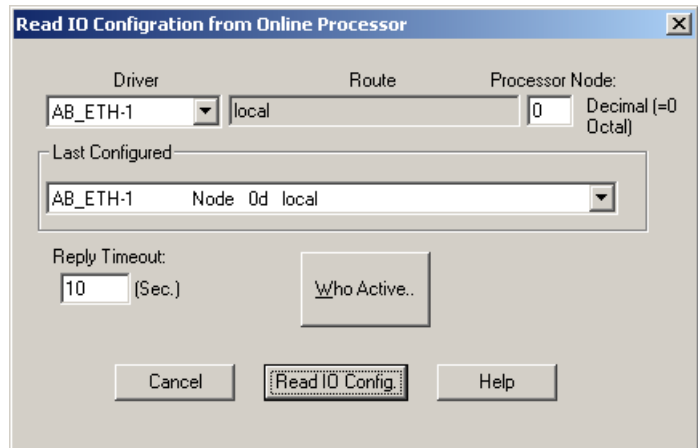 Read IO Configration from Online Processor
Driver Route Processor Node:
AB_ETH-1 local 0 Decimal (=0
Octal)
Last Configured
AB_ETH-1 Node 0d local
Reply Timeout:
10 (Sec.) Who Active..
Cancel Read IO Config. Help